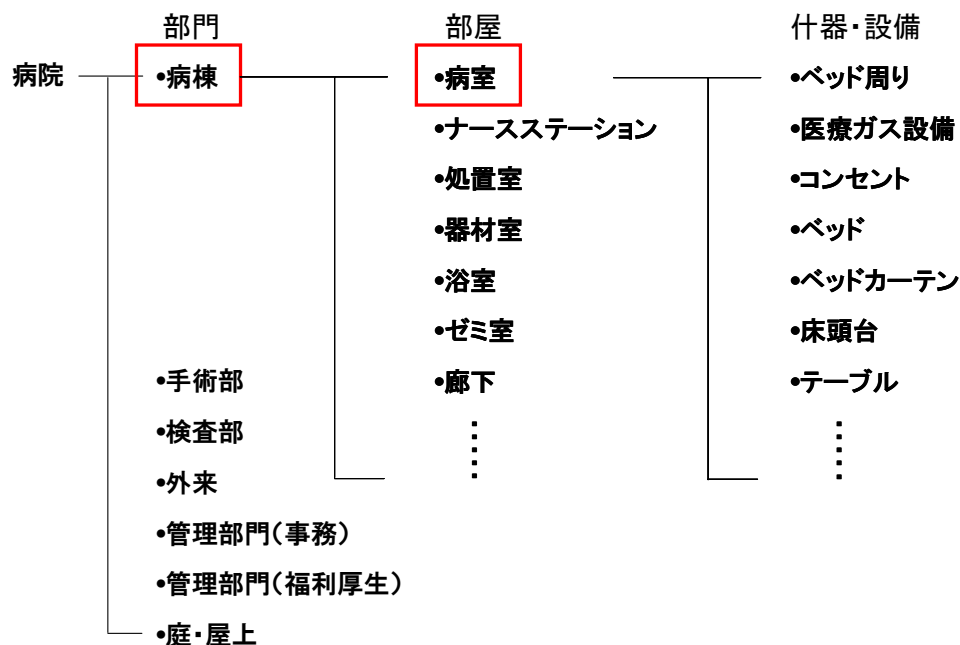 部門 部屋 什器・設備
病院 •病棟 •病室 •ベッド周り
•ナースステーション •医療ガス設備
•処置室 •コンセント
•器材室 •ベッド
•浴室 •ベッドカーテン
•ゼミ室 •床頭台
•手術部 •廊下 •テーブル
•検査部
•外来
•管理部門(事務)
•管理部門(福利厚生)
•庭・屋上